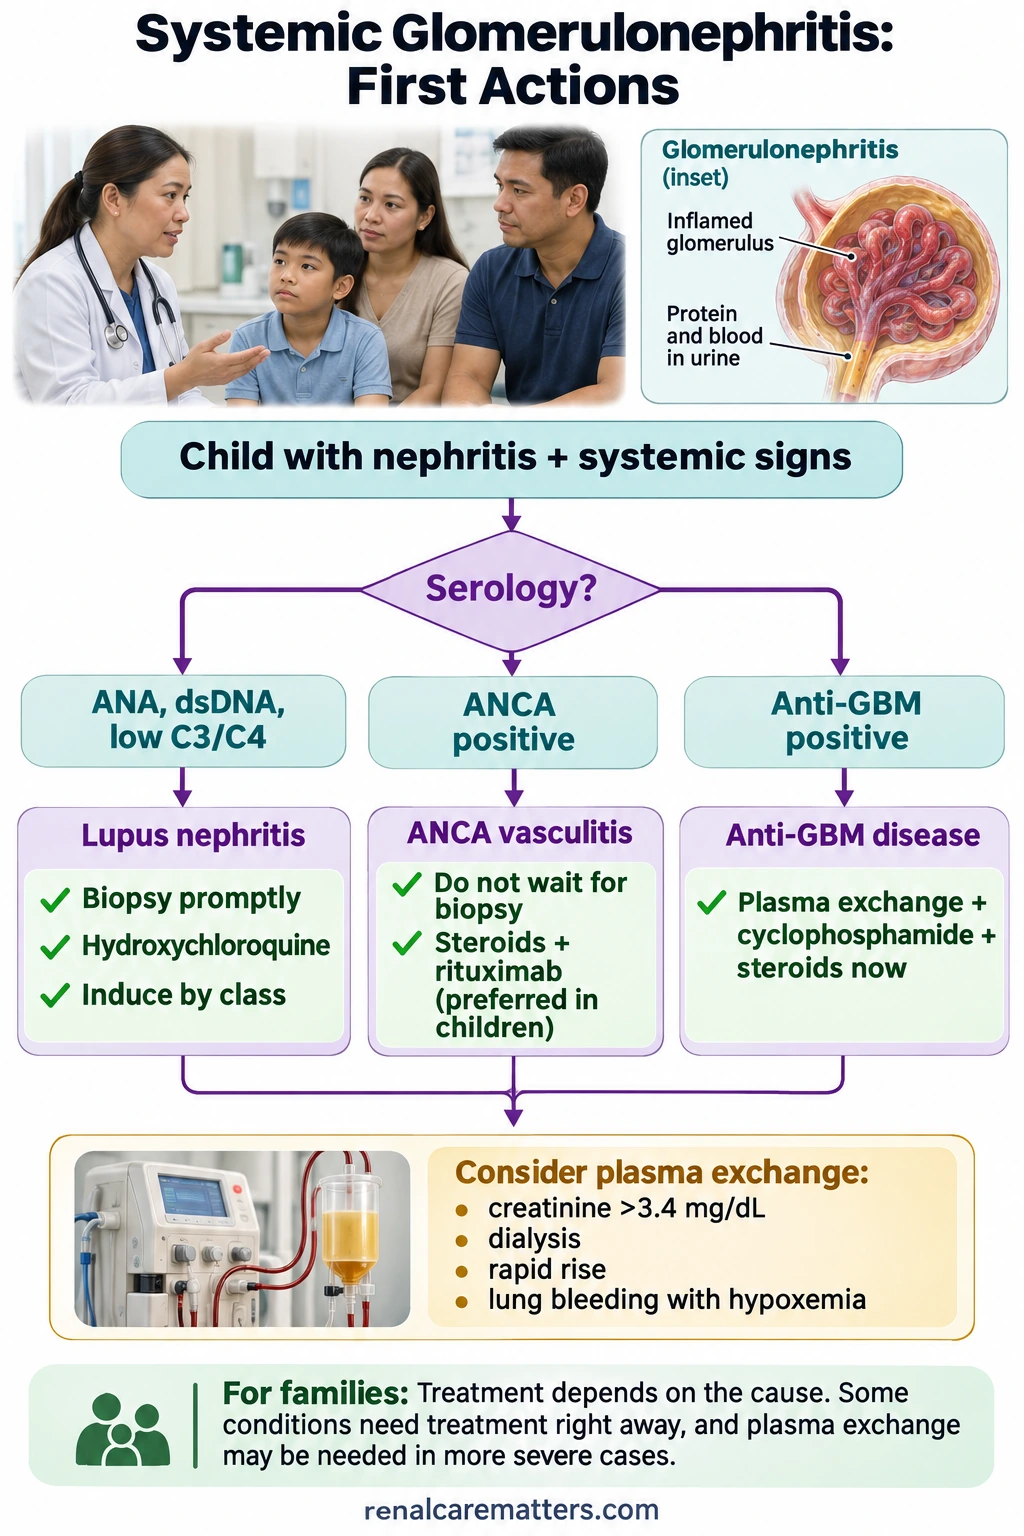 Systemic Glomerulonephritis:
First Actions
Glomerulonephritis
(inset)
Inflamed
glomerulus
Protein
and blood
in urine
Child with nephritis + systemic signs
Serology?
ANA, dsDNA,
low C3/C4
ANCA
positive
Anti-GBM
positive
Lupus nephritis
Biopsy promptly
Hydroxychloroquine
Induce by class
ANCA vasculitis
Do not wait for
biopsy
Steroids +
rituximab
(preferred in
children)
Anti-GBM disease
Plasma exchange +
cyclophosphamide +
steroids now
Consider plasma exchange:
creatinine >3.4 mg/dL
dialysis
rapid rise
lung bleeding with hypoxemia
For families: Treatment depends on the cause. Some
conditions need treatment right away, and plasma exchange
may be needed in more severe cases.
renalcarematters.com